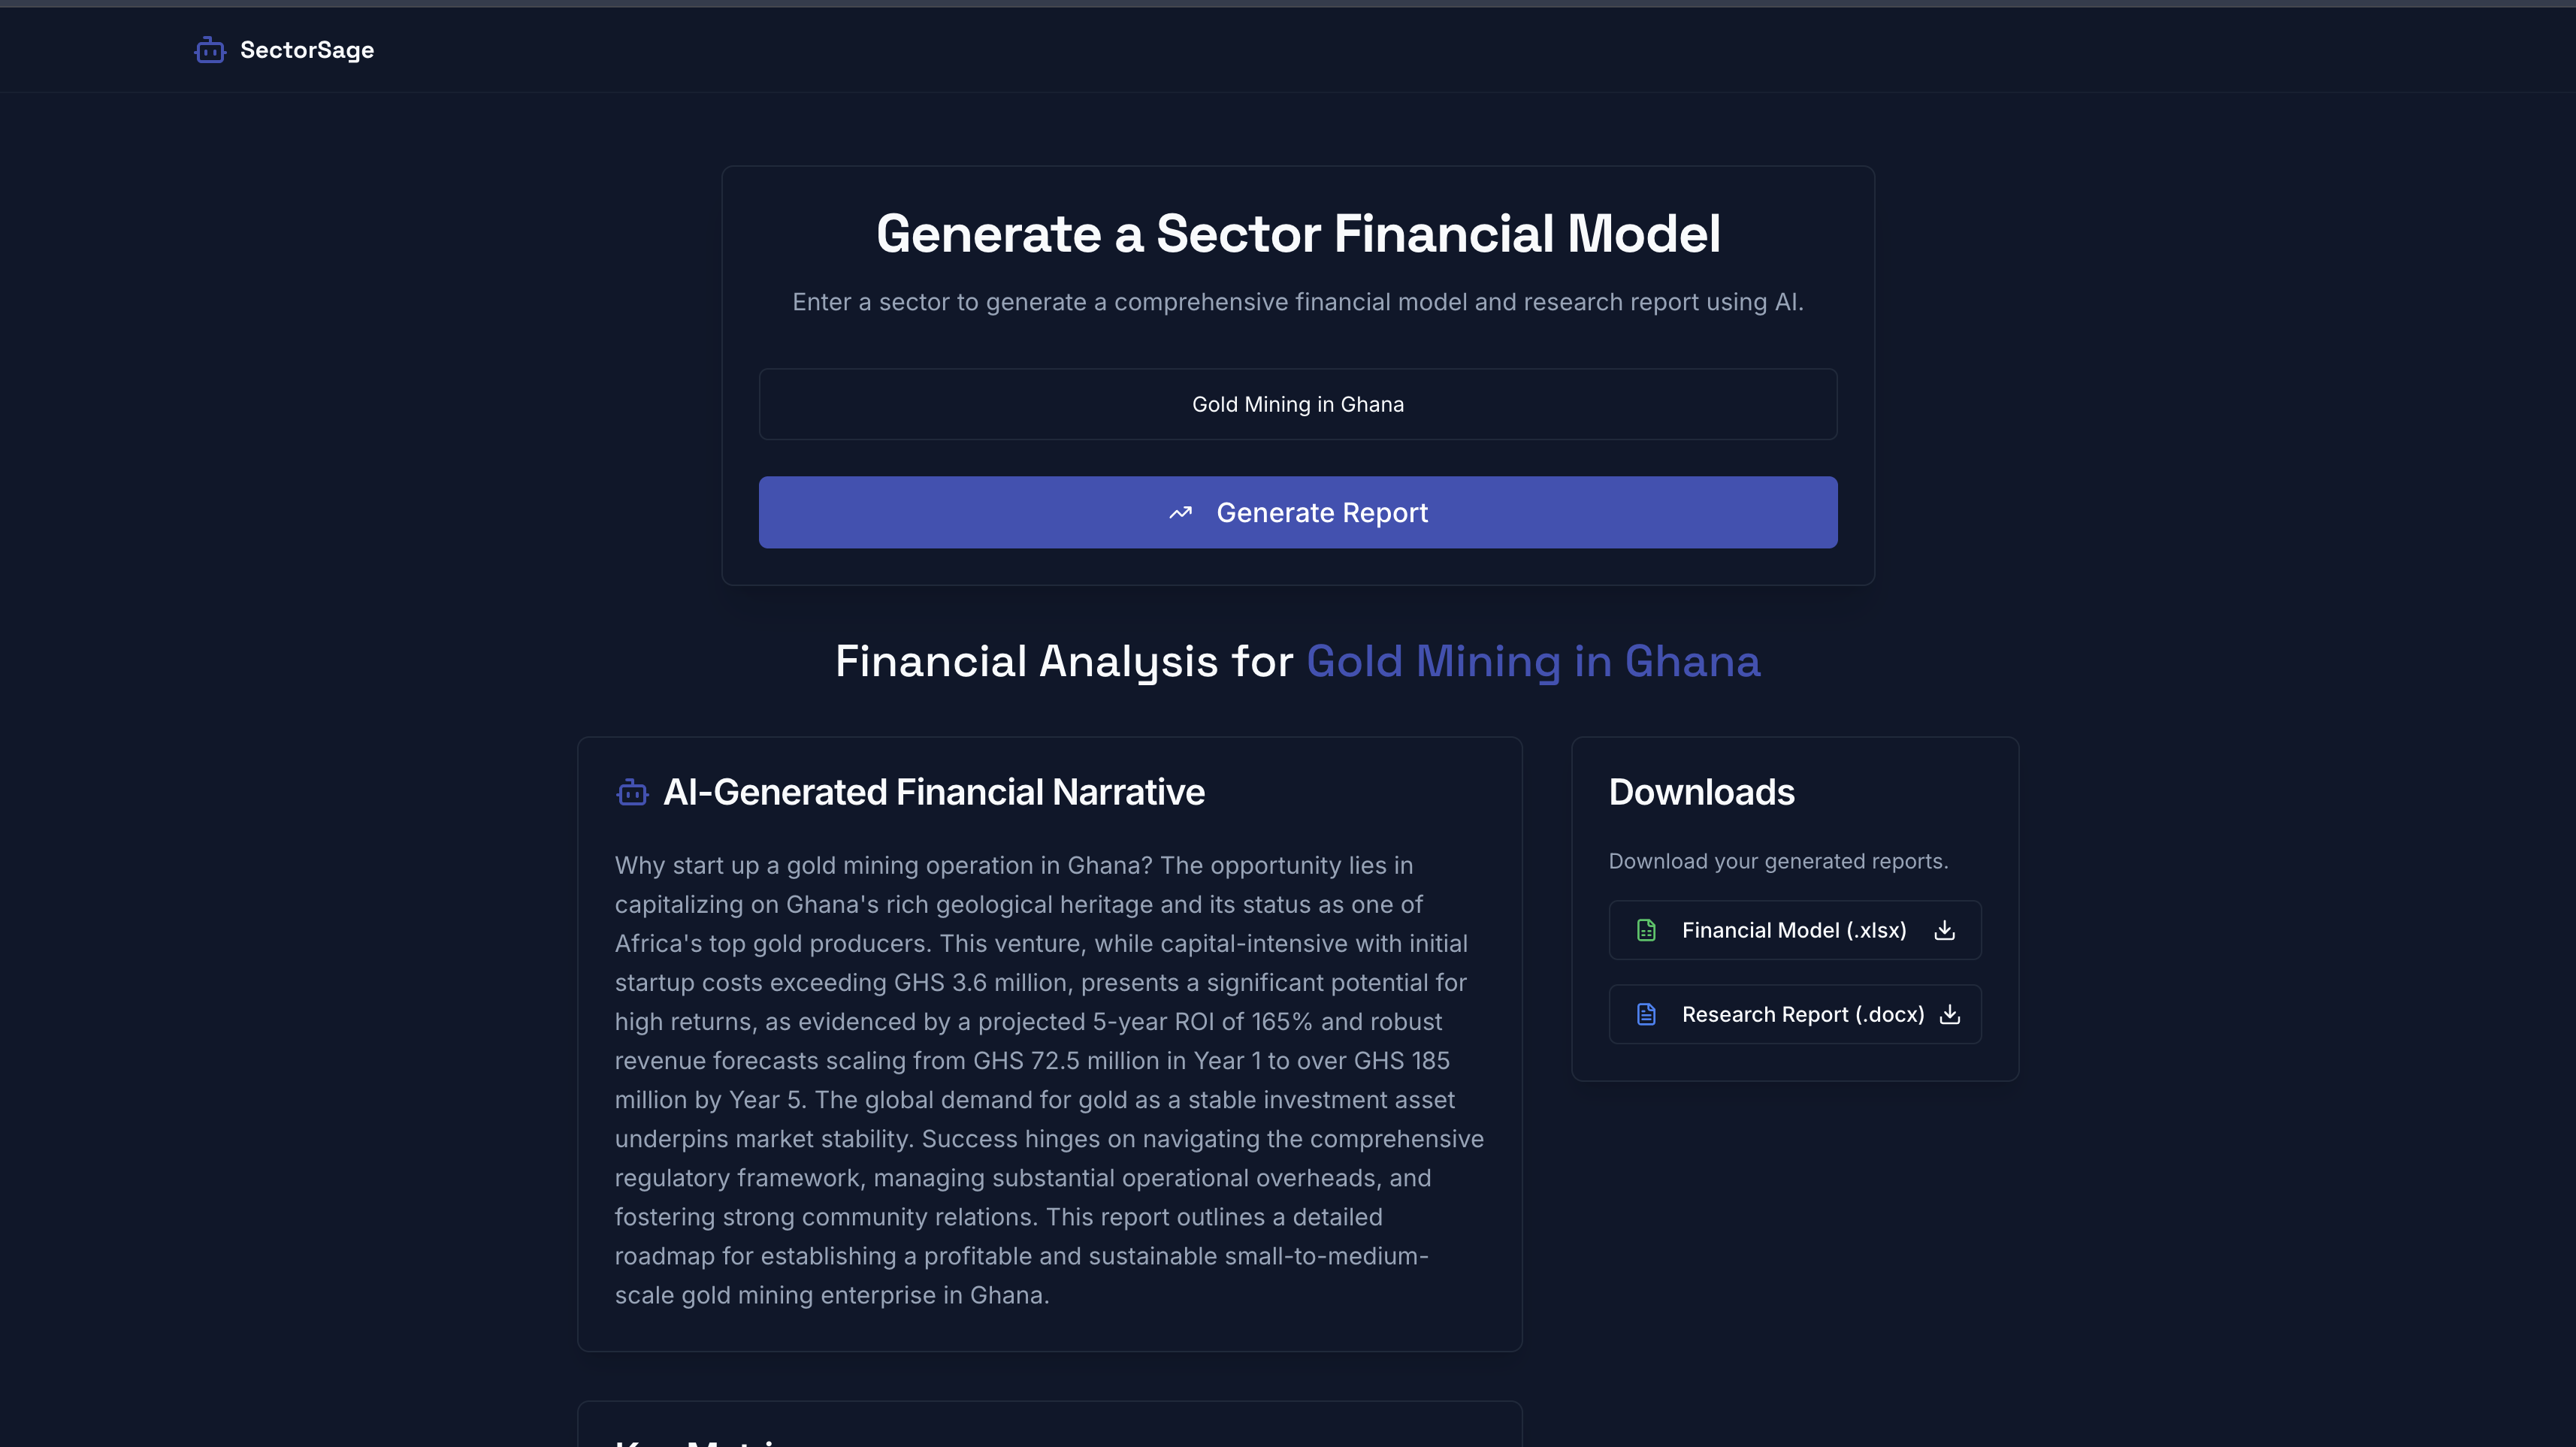 SectorSage
Generate a Sector Financial Model
Enter a sector to generate a comprehensive financial model and research report using AI.
Gold Mining in Ghana
Generate Report
Financial Analysis for Gold Mining in Ghana
AI-Generated Financial Narrative
Why start up a gold mining operation in Ghana? The opportunity lies in
capitalizing on Ghana's rich geological heritage and its status as one of
Africa's top gold producers. This venture, while capital-intensive with initial
startup costs exceeding GHS 3.6 million, presents a significant potential for
high returns, as evidenced by a projected 5-year ROI of 165% and robust
revenue forecasts scaling from GHS 72.5 million in Year 1 to over GHS 185
million by Year 5. The global demand for gold as a stable investment asset
underpins market stability. Success hinges on navigating the comprehensive
regulatory framework, managing substantial operational overheads, and
fostering strong community relations. This report outlines a detailed
roadmap for establishing a profitable and sustainable small-to-medium-
scale gold mining enterprise in Ghana.
Downloads
Download your generated reports.
Financial Model (.xlsx)
Research Report (.docx)